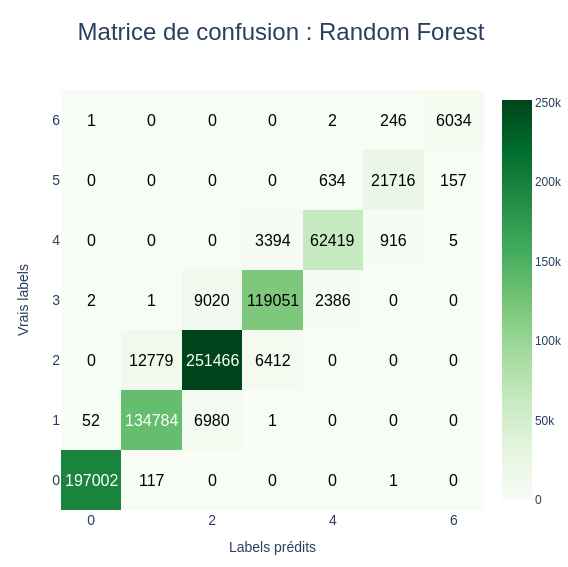 Matrice de confusion : Random Forest
6 1 0 0 0 2 246 6034
5 0 0 0 0 634 21716 157
4 0 0 0 3394 62419 916 5
3 2 1 9020 119051 2386 0 0
2 0 12779 251466 6412 0 0 0
1 52 134784 6980 1 0 0 0
0 197002 117 0 0 0 1 0
0 2 4 6
Labels prédits
Vrais labels
250k
200k
150k
100k
50k
0